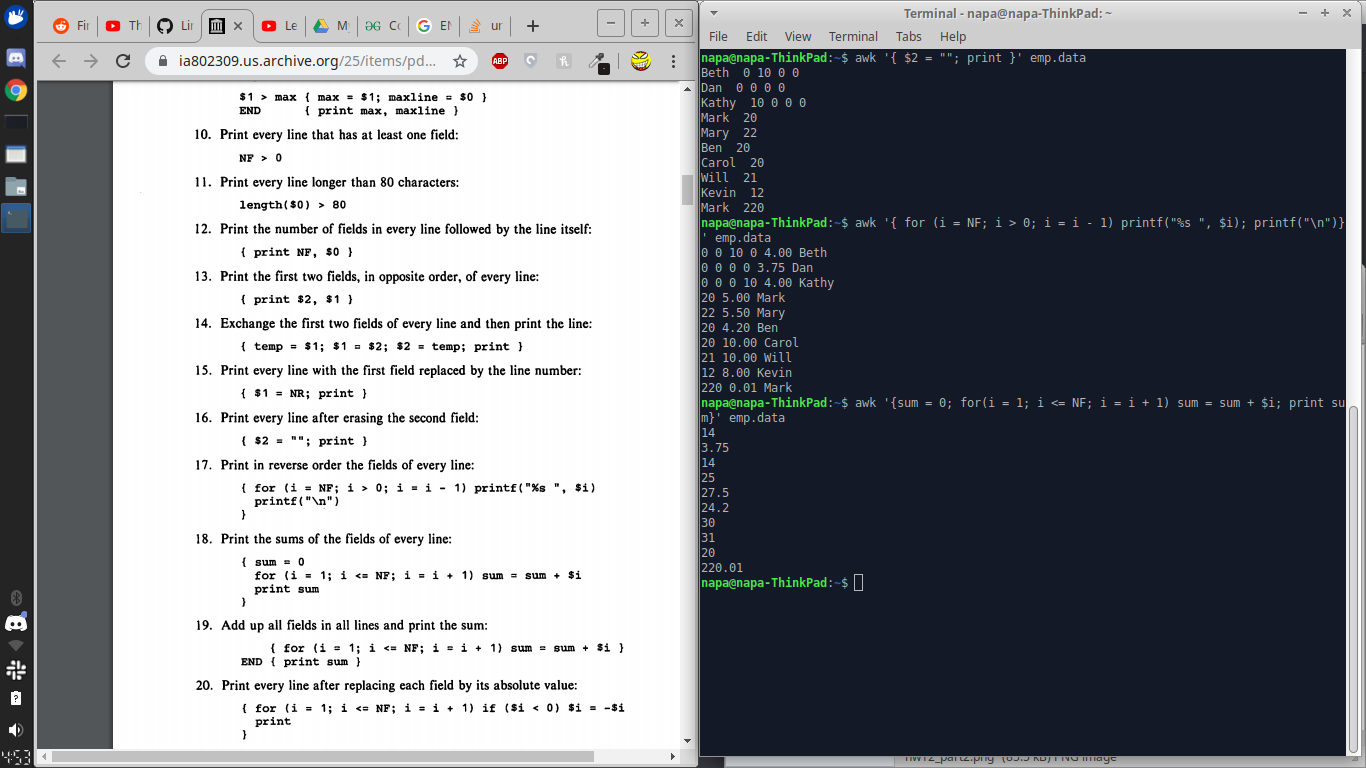 Fir
Th
Lir
Le
My
Co
EN
ur
ia802309.us.archive.org/25/items/pd...
ABP
$1 > max { max = $1; maxline = $0 }
END { print max, maxline }
10. Print every line that has at least one field:
NF > 0
11. Print every line longer than 80 characters:
length($0) > 80
12. Print the number of fields in every line followed by the line itself:
{ print NF, $0 }
13. Print the first two fields, in opposite order, of every line:
{ print $2, $1 }
14. Exchange the first two fields of every line and then print the line:
{ temp = $1; $1 = $2; $2 = temp; print }
15. Print every line with the first field replaced by the line number:
{ $1 = NR; print }
16. Print every line after erasing the second field:
{ $2 = ""; print }
17. Print in reverse order the fields of every line:
{ for (i = NF; i > 0; i = i - 1) printf("%s ", $i)
printf("\n")
}
18. Print the sums of the fields of every line:
{ sum = 0
for (i = 1; i <= NF; i = i + 1) sum = sum + $i
print sum
}
19. Add up all fields in all lines and print the sum:
{ for (i = 1; i <= NF; i = i + 1) sum = sum + $i }
END { print sum }
20. Print every line after replacing each field by its absolute value:
{ for (i = 1; i <= NF; i = i + 1) if ($i < 0) $i = -$i
print
}
4:53
Terminal - napa@napa-ThinkPad: ~
File Edit View Terminal Tabs Help
napa@napa-ThinkPad:~$ awk '{ $2 = ""; print }' emp.data
Beth  0 10 0 0
Dan  0 0 0 0
Kathy  10 0 0 0
Mark  20
Mary  22
Ben  20
Carol  20
Will  21
Kevin  12
Mark  220
napa@napa-ThinkPad:~$ awk '{ for (i = NF; i > 0; i = i - 1) printf("%s ", $i); printf("\n")}
' emp.data
0 0 10 0 4.00 Beth
0 0 0 0 3.75 Dan
0 0 0 10 4.00 Kathy
20 5.00 Mark
22 5.50 Mary
20 4.20 Ben
20 10.00 Carol
21 10.00 Will
12 8.00 Kevin
220 0.01 Mark
napa@napa-ThinkPad:~$ awk '{sum = 0; for(i = 1; i <= NF; i = i + 1) sum = sum + $i; print su
m}' emp.data
14
3.75
14
25
27.5
24.2
30
31
20
220.01
napa@napa-ThinkPad:~$